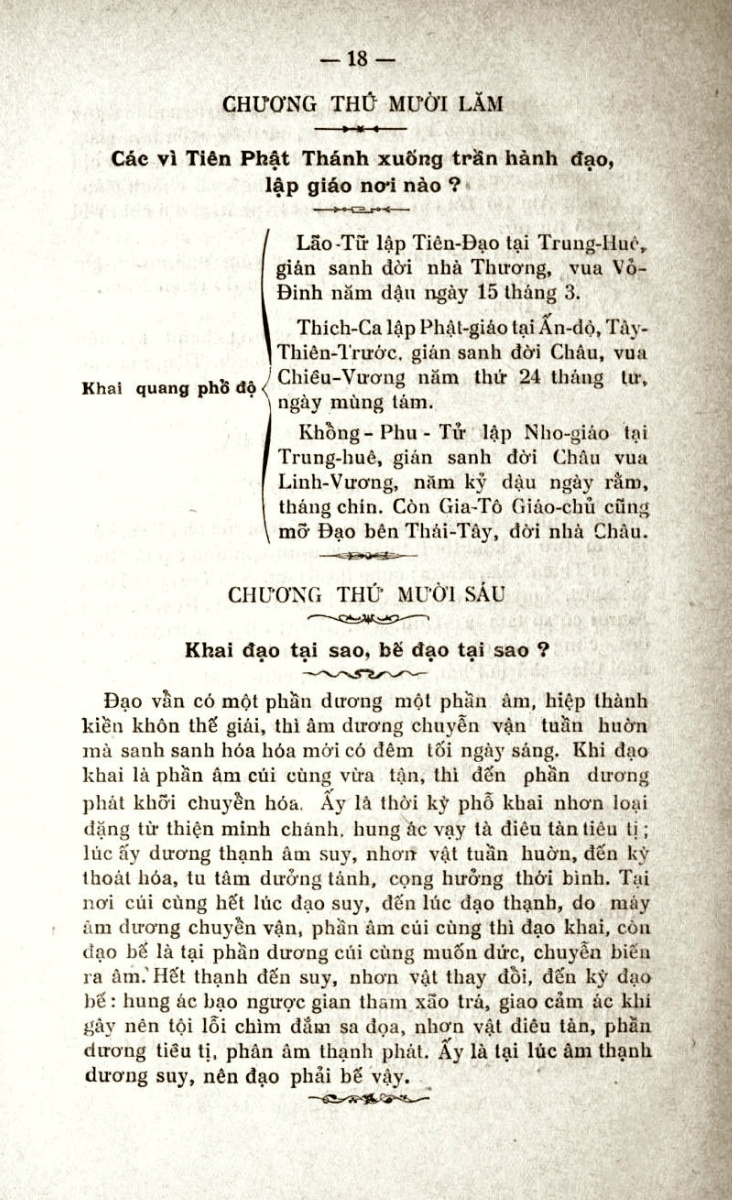 — 18 —
CHƯƠNG THỨ MƯỜI LĂM
Các vì Tiên Phật Thánh xuống trần hành đạo,
lập giáo nơi nào ?
Lão-Tữ lập Tiên-Đạo tại Trung-Huê,
gián sanh đời nhà Thương, vua Võ-
Đinh năm dậu ngày 15 tháng 3.
Thich-Ca lập Phật-giáo tại Ấn-dộ, Tây-
Thiên-Trước. gián sanh đời Châu, vua
Khai quang phổ độ
Chiêu-Vương năm thứ 24 tháng tư,
ngày mùng tám.
Khổng - Phu - Tử lập Nho-giáo tại
Trung-huê, gián sanh đời Châu vua
Linh-Vương, năm kỷ dậu ngày rằm,
tháng chín. Còn Gia-Tô Giáo-chủ cũng
mỡ Đạo bên Thái-Tây, đời nhà Châu.
CHƯƠNG THỨ MƯỜI SÁU
Khai đạo tại sao, bế đạo tại sao ?
Đạo vẫn có một phần dương một phần âm, hiệp thành
kiền khôn thế giái, thì âm dương chuyển vận tuần huờn
mà sanh sanh hóa hóa mới có đêm tối ngày sáng. Khi đạo
khai là phần âm cúi cùng vừa tận, thì đến phần dương
phát khỡi chuyển hóa. Ấy là thời kỳ phổ khai nhơn loại
dặng từ thiện minh chánh, hung ác vạy tà điêu tàn tiêu tị ;
lúc ấy dương thạnh âm suy, nhơn vật tuần huờn, đến kỳ
thoát hóa, tu tâm dưỡng tánh, cọng hưởng thới bình. Tại
nơi cúi cùng hết lúc đạo suy, đến lúc đạo thạnh, do máy
âm dương chuyển vận, phần âm cúi cùng thì đạo khai, còn
đạo bế là tại phần dương cúi cùng muốn dức, chuyển biến
ra âm. Hết thạnh đến suy, nhơn vật thay đổi, đến kỳ đạo
bế : hung ác bạo ngược gian tham xão trá, giao cảm ác khí
gây nên tội lỗi chìm đắm sa đọa, nhơn vật điêu tàn, phần
dương tiêu tị, phân âm thạnh phát. Ấy là tại lúc âm thạnh
dương suy, nên đạo phải bế vậy.